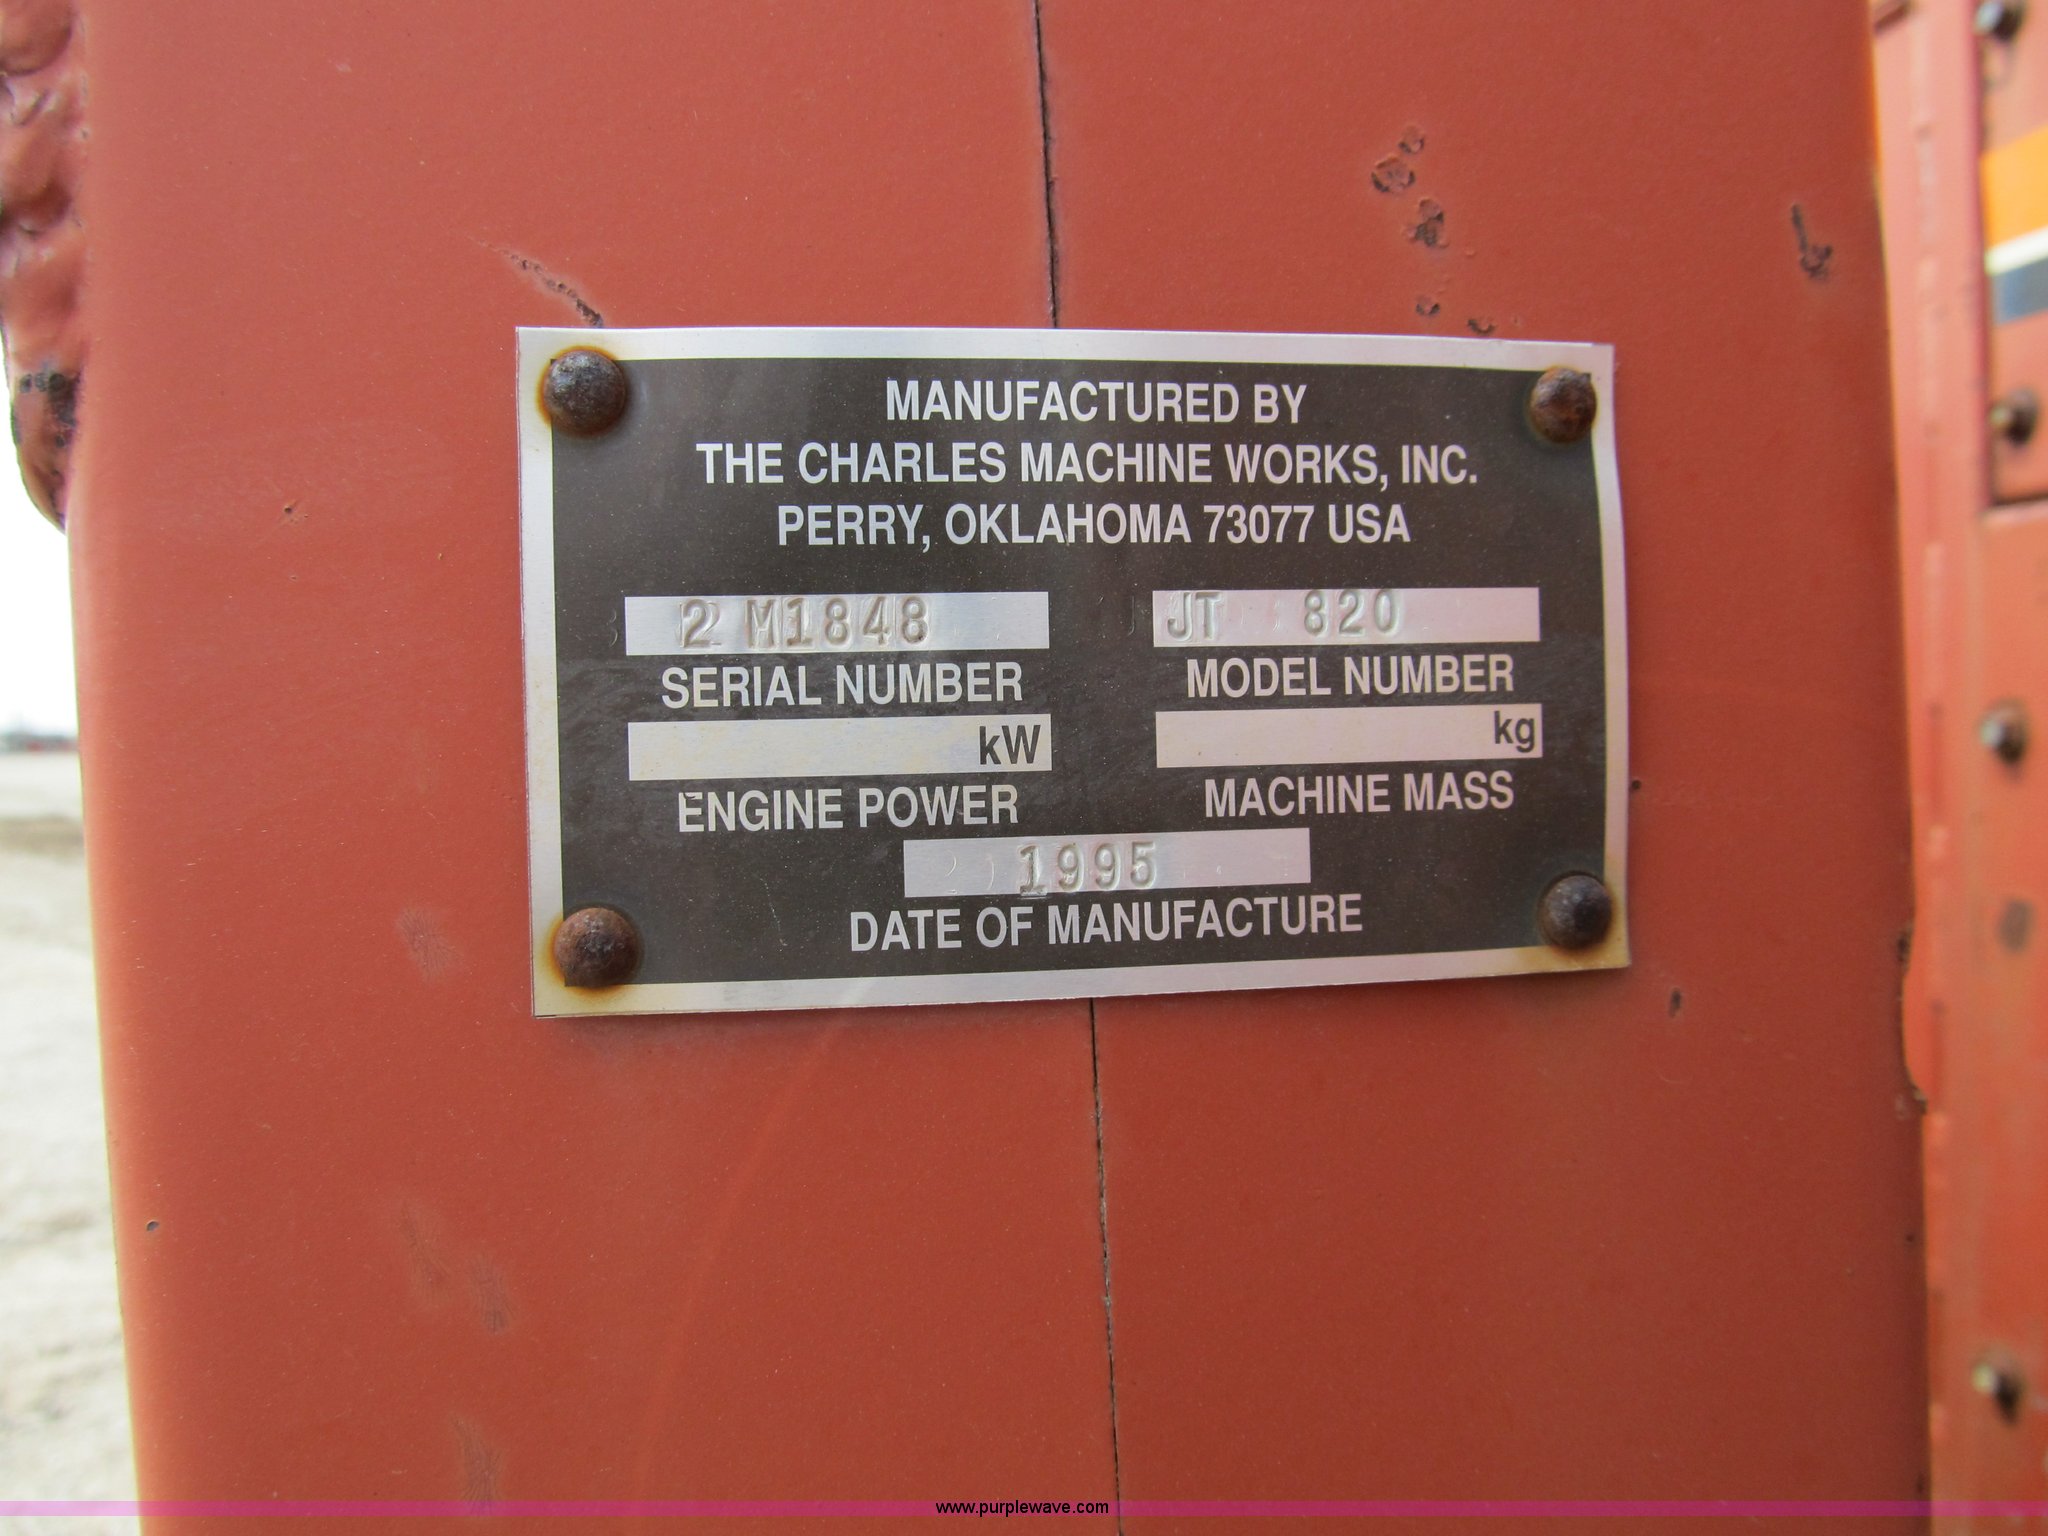 MANUFACTURED BY
THE CHARLES MACHINE WORKS, INC.
PERRY, OKLAHOMA 73077 USA
2 M1848 JT 820
SERIAL NUMBER MODEL NUMBER
kW kg
ENGINE POWER MACHINE MASS
1995
DATE OF MANUFACTURE
www.purplewave.com